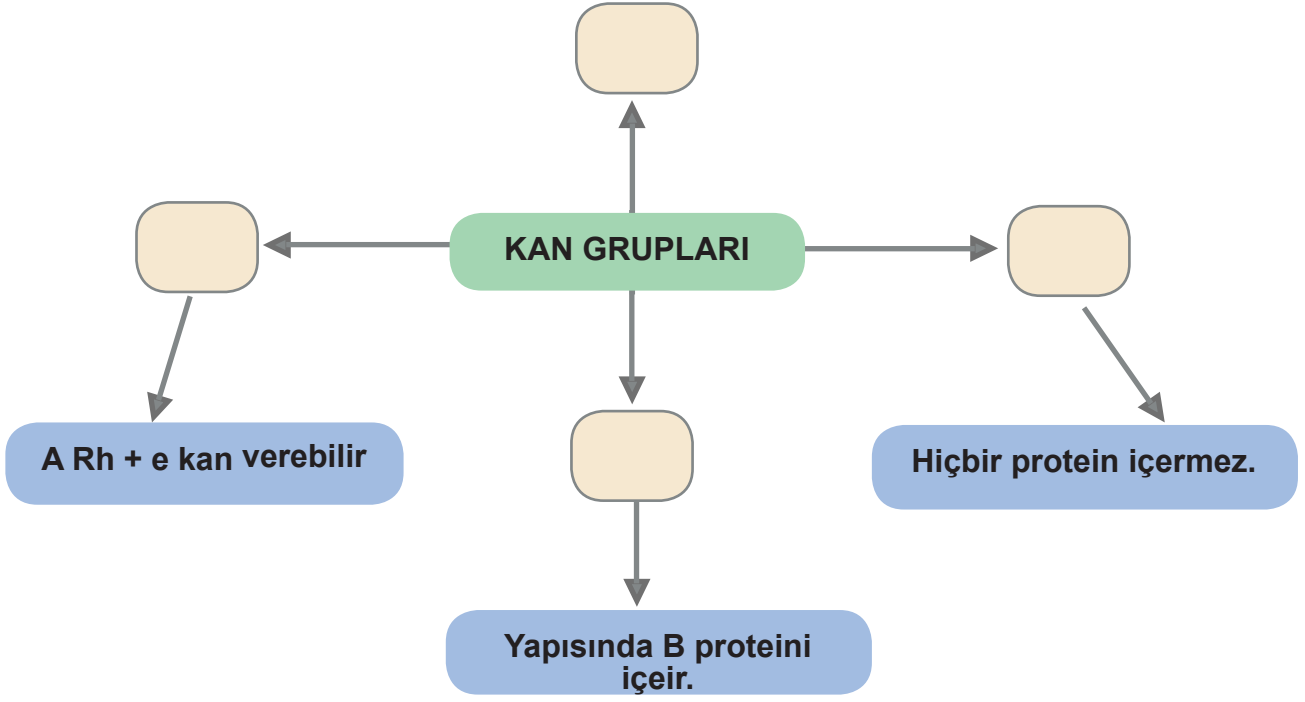 KAN GRUPLARI
A Rh + e kan verebilir
Hiçbir protein içermez.
Yapısında B proteini
içeir.